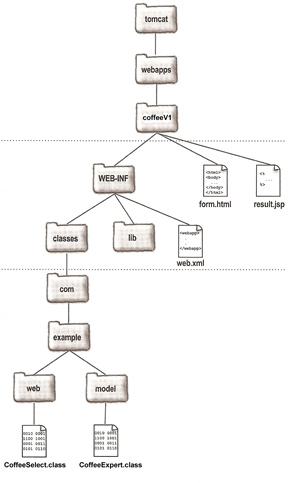 tomcat
webapps
coffeeV1
WEB-INF
<html>
<body>
...
</body>
</html>
form.html
<%
...
%>
result.jsp
classes
lib
<webapp>
.
</webapp>
web.xml
com
example
web
model
0010 0001
1100 1001
0001 0011
0101 0110
CoffeeSelect.class
0010 0001
1100 1001
0001 0011
0101 0110
CoffeeExpert.class